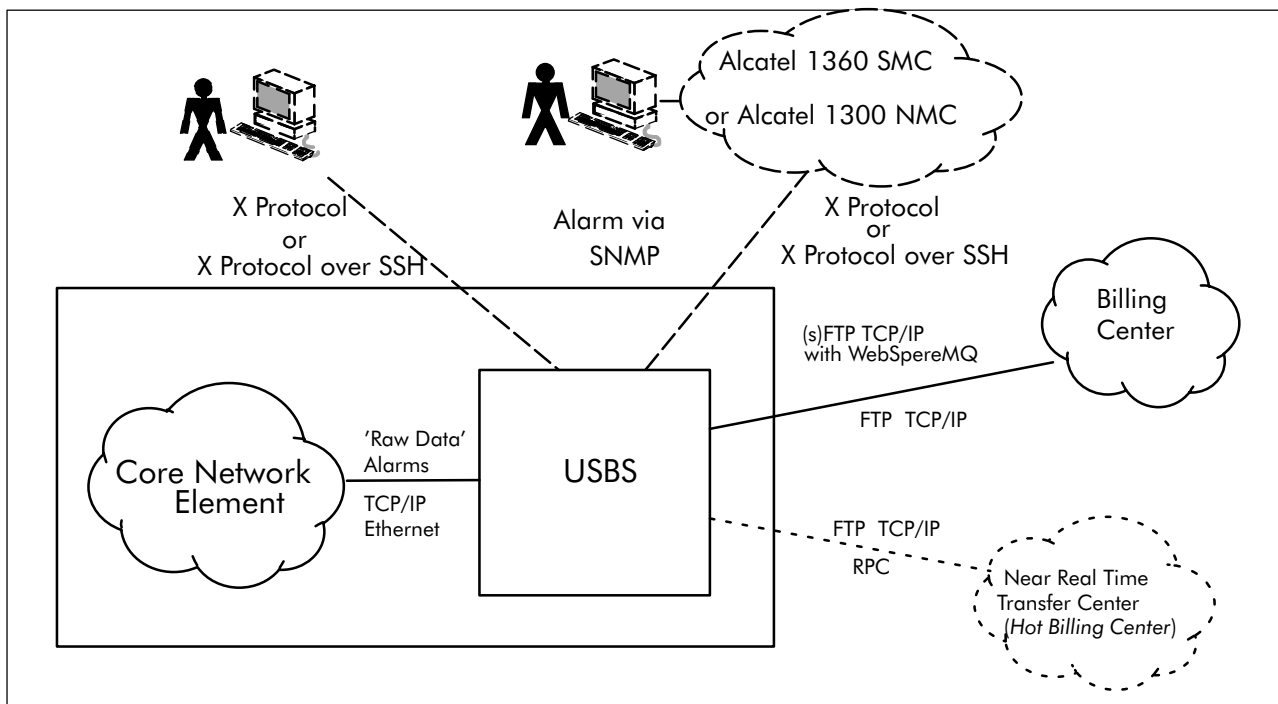 Alcatel 1360 SMC
or Alcatel 1300 NMC
X Protocol
or
X Protocol over SSH
Alarm via
SNMP
X Protocol
or
X Protocol over SSH
Billing
Center
(s)FTP TCP/IP
with WebSpereMQ
FTP TCP/IP
Core Network
Element
'Raw Data'
Alarms
TCP/IP
Ethernet
USBS
FTP TCP/IP
RPC
Near Real Time
Transfer Center
(Hot Billing Center)